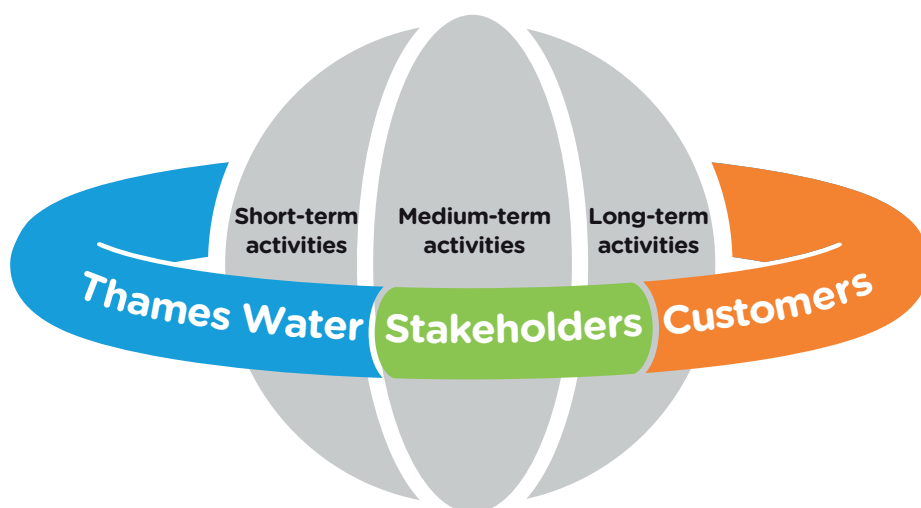 Short-term
activities
Medium-term
activities
Long-term
activities
Thames Water
Stakeholders
Customers